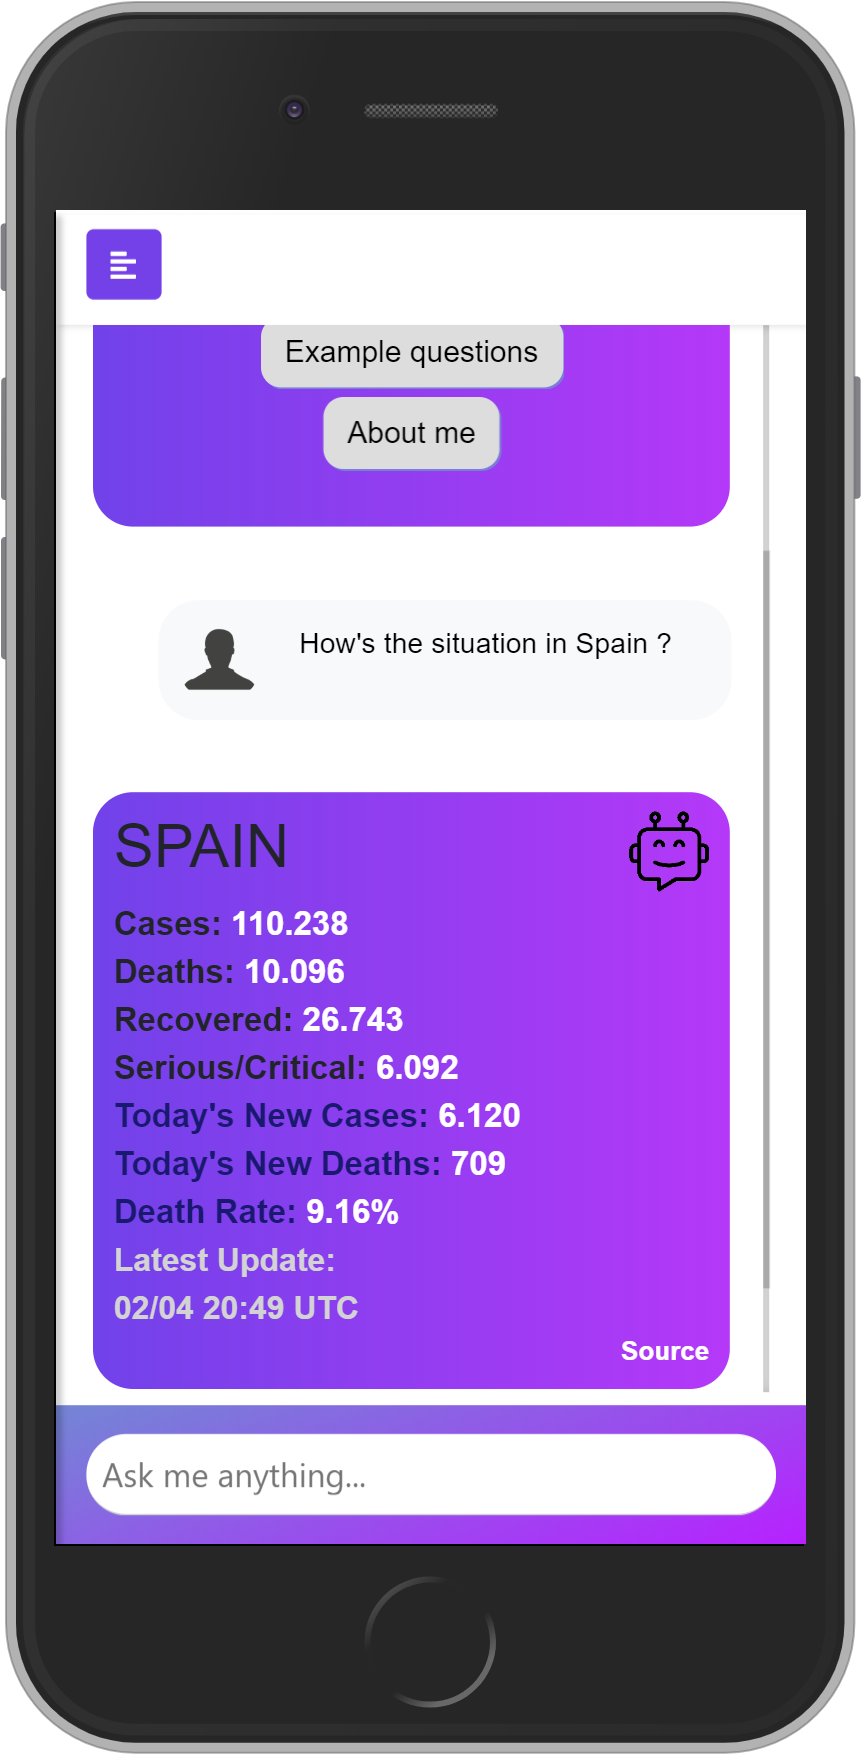 Example questions
About me
How's the situation in Spain ?
SPAIN
Cases: 110.238
Deaths: 10.096
Recovered: 26.743
Serious/Critical: 6.092
Today's New Cases: 6.120
Today's New Deaths: 709
Death Rate: 9.16%
Latest Update:
02/04 20:49 UTC
Source
Ask me anything...